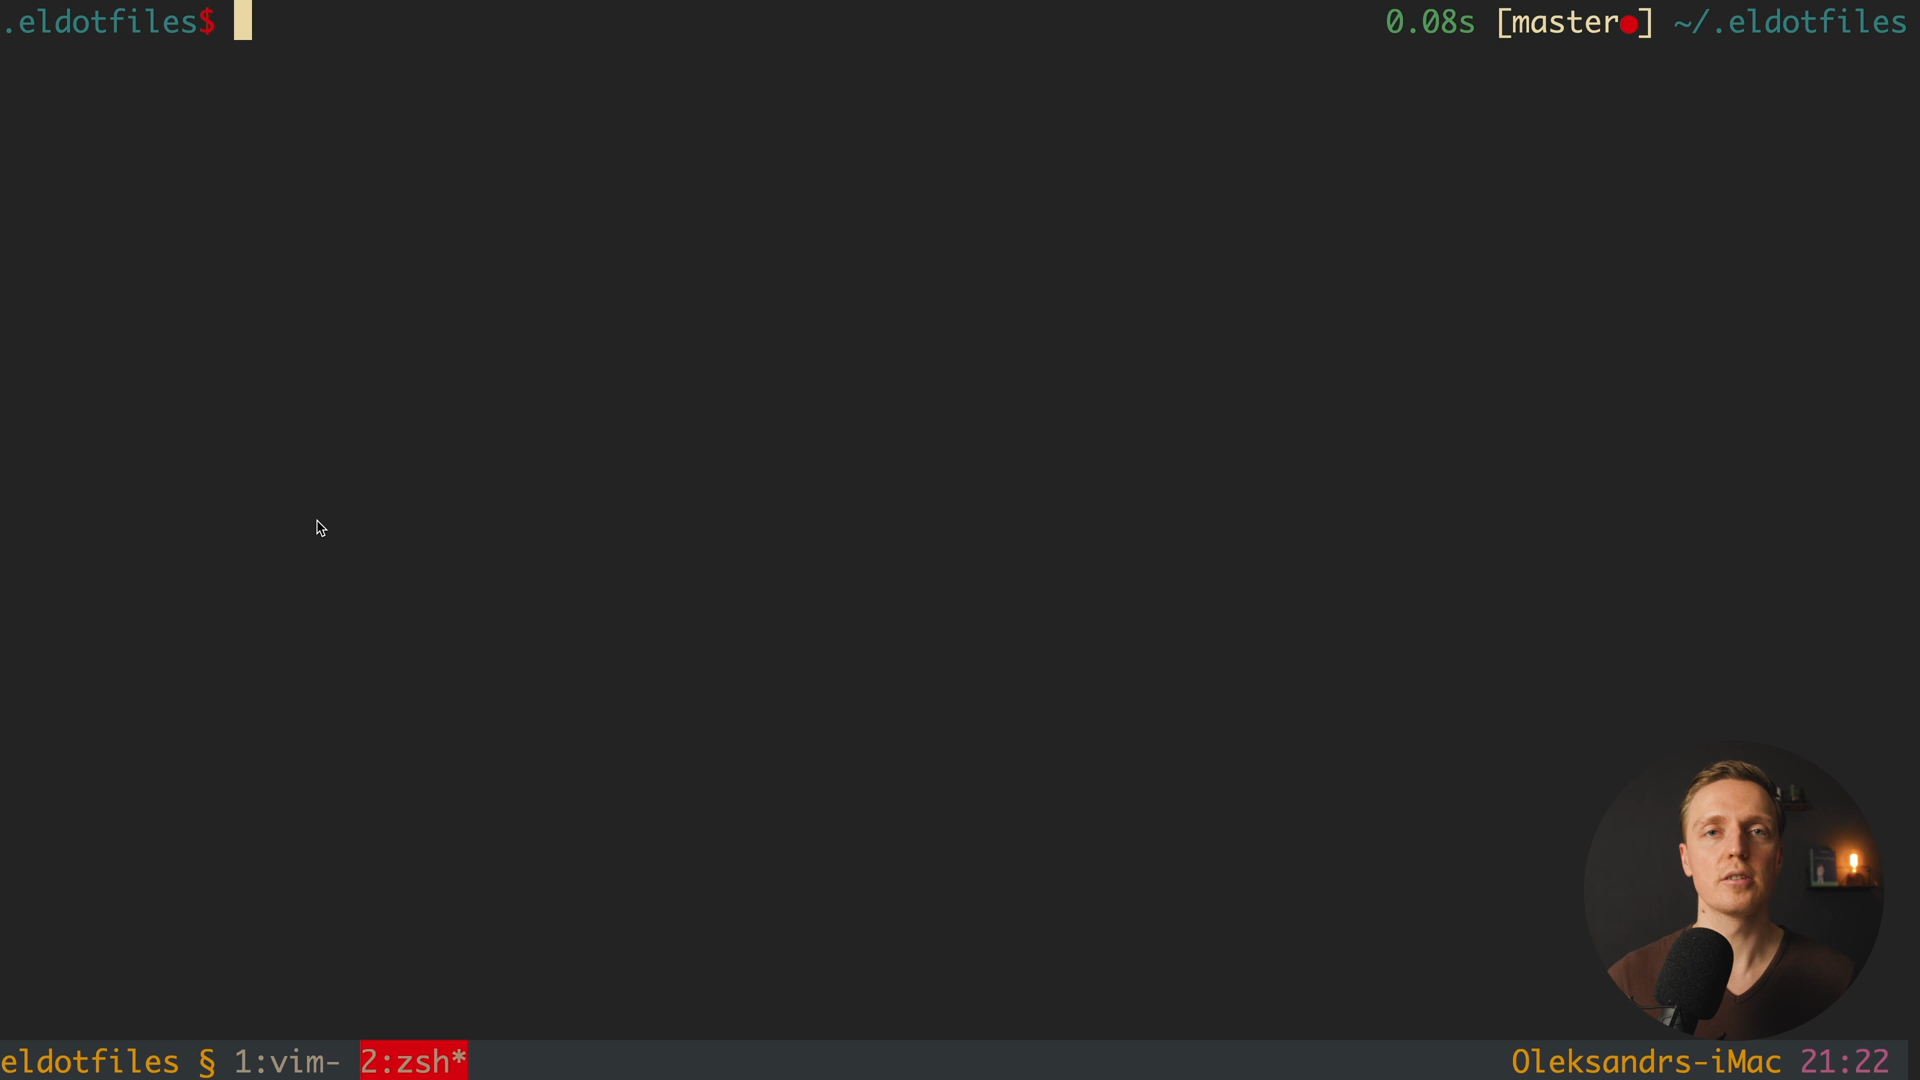 .eldotfiles$ 0.08s [master●] ~/.eldotfiles
eldotfiles § 1:vim- 2:zsh* Oleksandrs-iMac 21:22